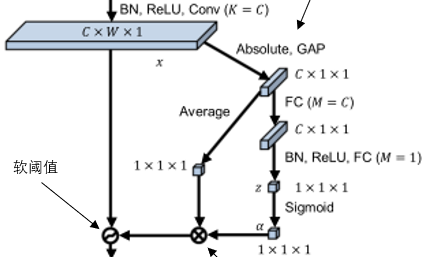 BN, ReLU, Conv (K = C)
C × W × 1
x
Absolute, GAP
C × 1 × 1
Average
FC (M = C)
C × 1 × 1
BN, ReLU, FC (M = 1)
1 × 1 × 1
z
1 × 1 × 1
软阈值
Sigmoid
α
1 × 1 × 1